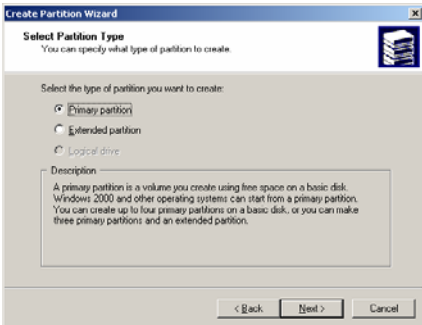 Create Partition Wizard
Select Partition Type
You can specify what type of partition to create.
Select the type of partition you want to create:
Primary partition
Extended partition
Logical drive
Description
A primary partition is a volume you create using free space on a basic disk.
Windows 2000 and other operating systems can start from a primary partition.
You can create up to four primary partitions on a basic disk, or you can make
three primary partitions and an extended partition.
< Back Next > Cancel